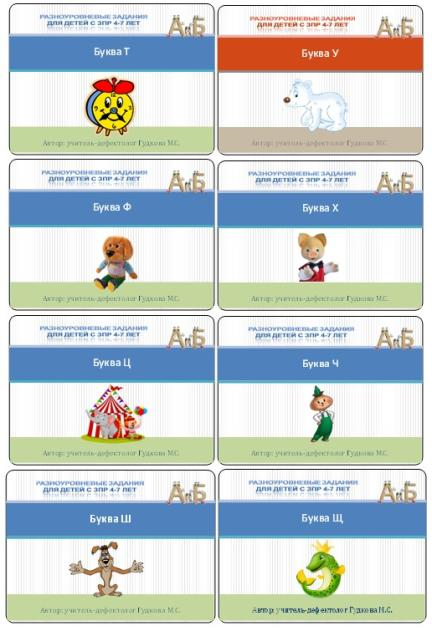 РАЗНОУРОВНЕВЫЕ ЗАДАНИЯ
ДЛЯ ДЕТЕЙ С ЗПР 4-7 ЛЕТ
Буква Т
Автор: учитель-дефектолог Гудкова М.С.
РАЗНОУРОВНЕВЫЕ ЗАДАНИЯ
ДЛЯ ДЕТЕЙ С ЗПР 4-7 ЛЕТ
Буква У
Автор: учитель-дефектолог Гудкова М.С.
РАЗНОУРОВНЕВЫЕ ЗАДАНИЯ
ДЛЯ ДЕТЕЙ С ЗПР 4-7 ЛЕТ
Буква Ф
Автор: учитель-дефектолог Гудкова М.С.
РАЗНОУРОВНЕВЫЕ ЗАДАНИЯ
ДЛЯ ДЕТЕЙ С ЗПР 4-7 ЛЕТ
Буква Х
Автор: учитель-дефектолог Гудкова М.С.
РАЗНОУРОВНЕВЫЕ ЗАДАНИЯ
ДЛЯ ДЕТЕЙ С ЗПР 4-7 ЛЕТ
Буква Ц
Автор: учитель-дефектолог Гудкова М.С.
РАЗНОУРОВНЕВЫЕ ЗАДАНИЯ
ДЛЯ ДЕТЕЙ С ЗПР 4-7 ЛЕТ
Буква Ч
Автор: учитель-дефектолог Гудкова М.С.
РАЗНОУРОВНЕВЫЕ ЗАДАНИЯ
ДЛЯ ДЕТЕЙ С ЗПР 4-7 ЛЕТ
Буква Ш
Автор: учитель-дефектолог Гудкова М.С.
РАЗНОУРОВНЕВЫЕ ЗАДАНИЯ
ДЛЯ ДЕТЕЙ С ЗПР 4-7 ЛЕТ
Буква Щ
Автор: учитель-дефектолог Гудкова М.С.